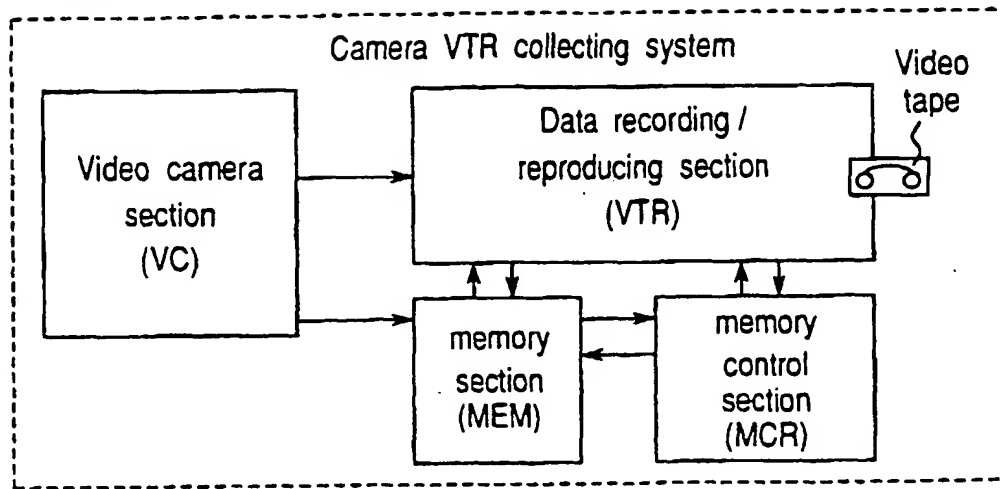 Camera VTR collecting system
Video
tape
Video camera
section
(VC)
Data recording /
reproducing section
(VTR)
memory
section
(MEM)
memory
control
section
(MCR)